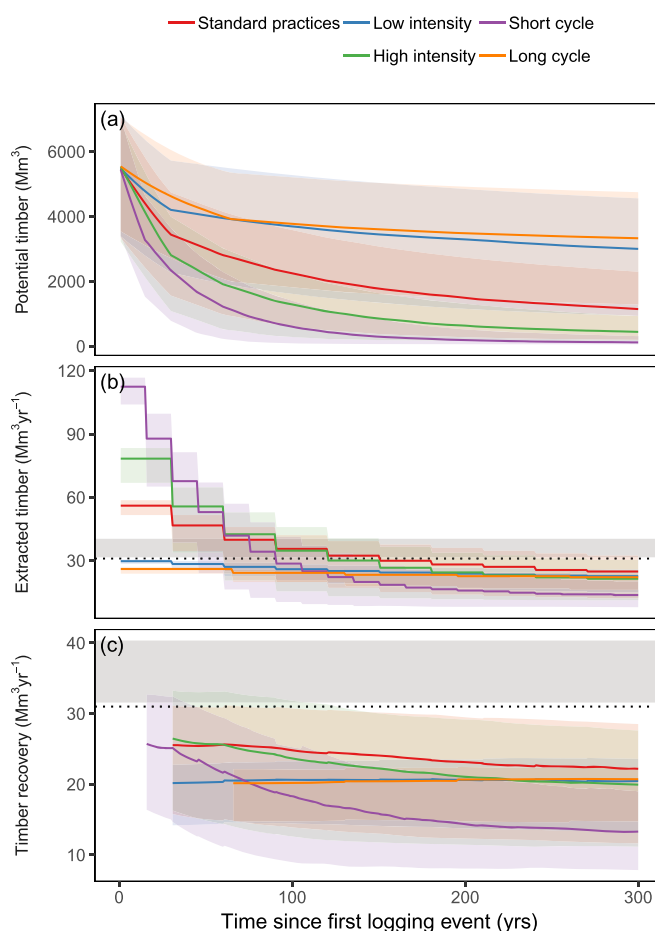 Standard practices Low intensity Short cycle
High intensity Long cycle
(a)
Potential timber (Mm³)
6000
4000
2000
0
(b)
Extracted timber (Mm³yr⁻¹)
120
90
60
30
(c)
Timber recovery (Mm³yr⁻¹)
40
30
20
10
0 100 200 300
Time since first logging event (yrs)